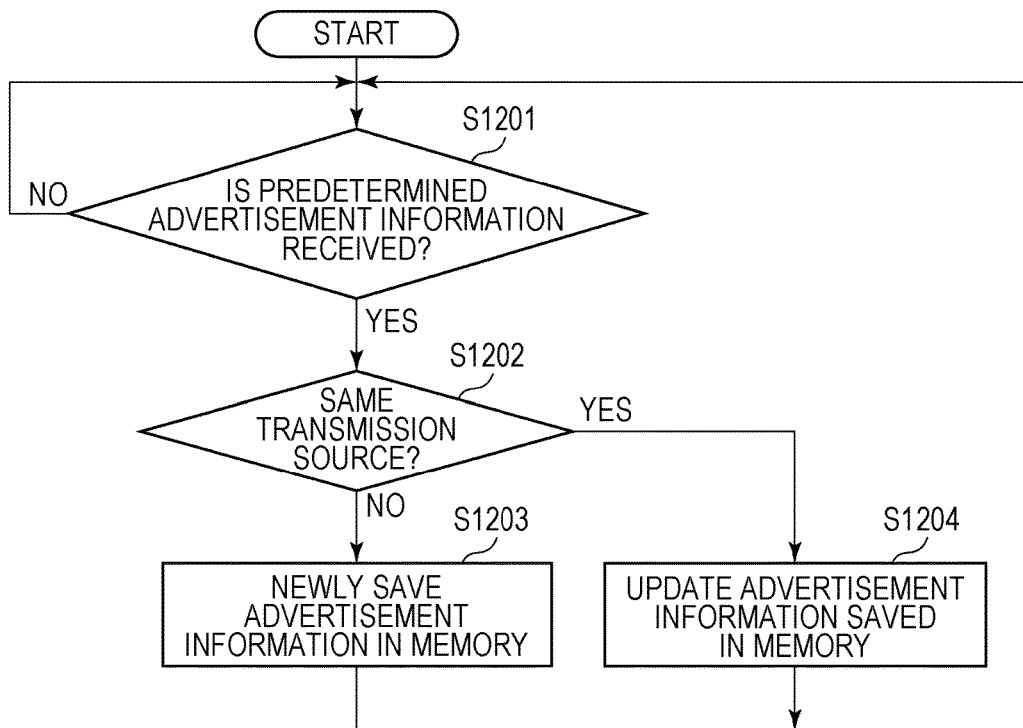 START
S1201
NO
IS PREDETERMINED
ADVERTISEMENT INFORMATION
RECEIVED?
YES
S1202
SAME
TRANSMISSION
SOURCE?
YES
NO
S1203
S1204
NEWLY SAVE
ADVERTISEMENT
INFORMATION IN MEMORY
UPDATE ADVERTISEMENT
INFORMATION SAVED
IN MEMORY